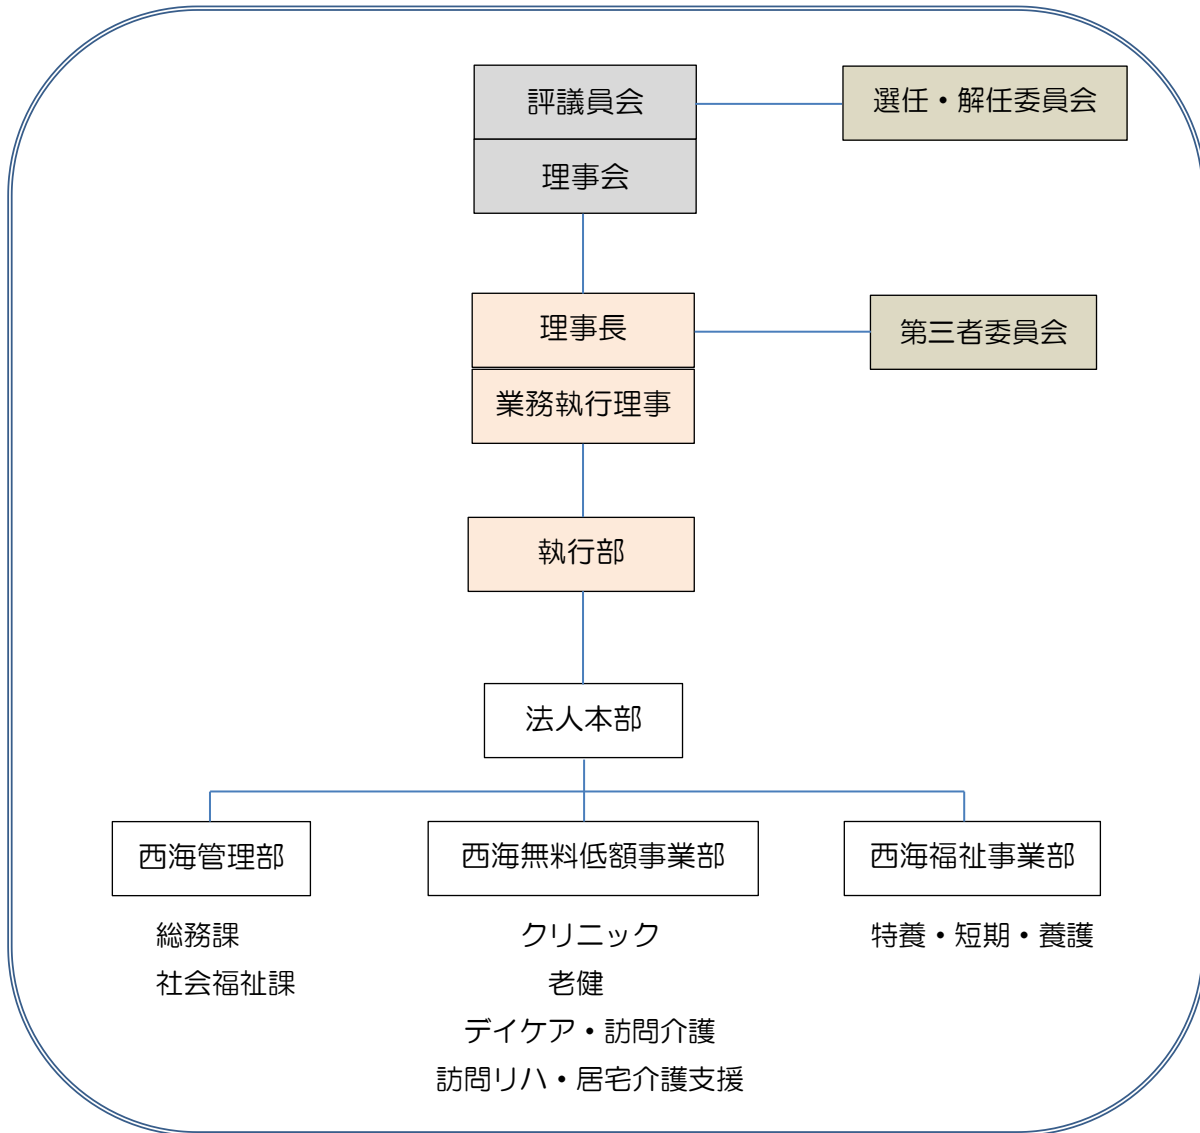 評議員会
選任・解任委員会
理事会
理事長
第三者委員会
業務執行理事
執行部
法人本部
西海管理部
西海無料低額事業部
西海福祉事業部
総務課
クリニック
特養・短期・養護
社会福祉課
老健
デイケア・訪問介護
訪問リハ・居宅介護支援